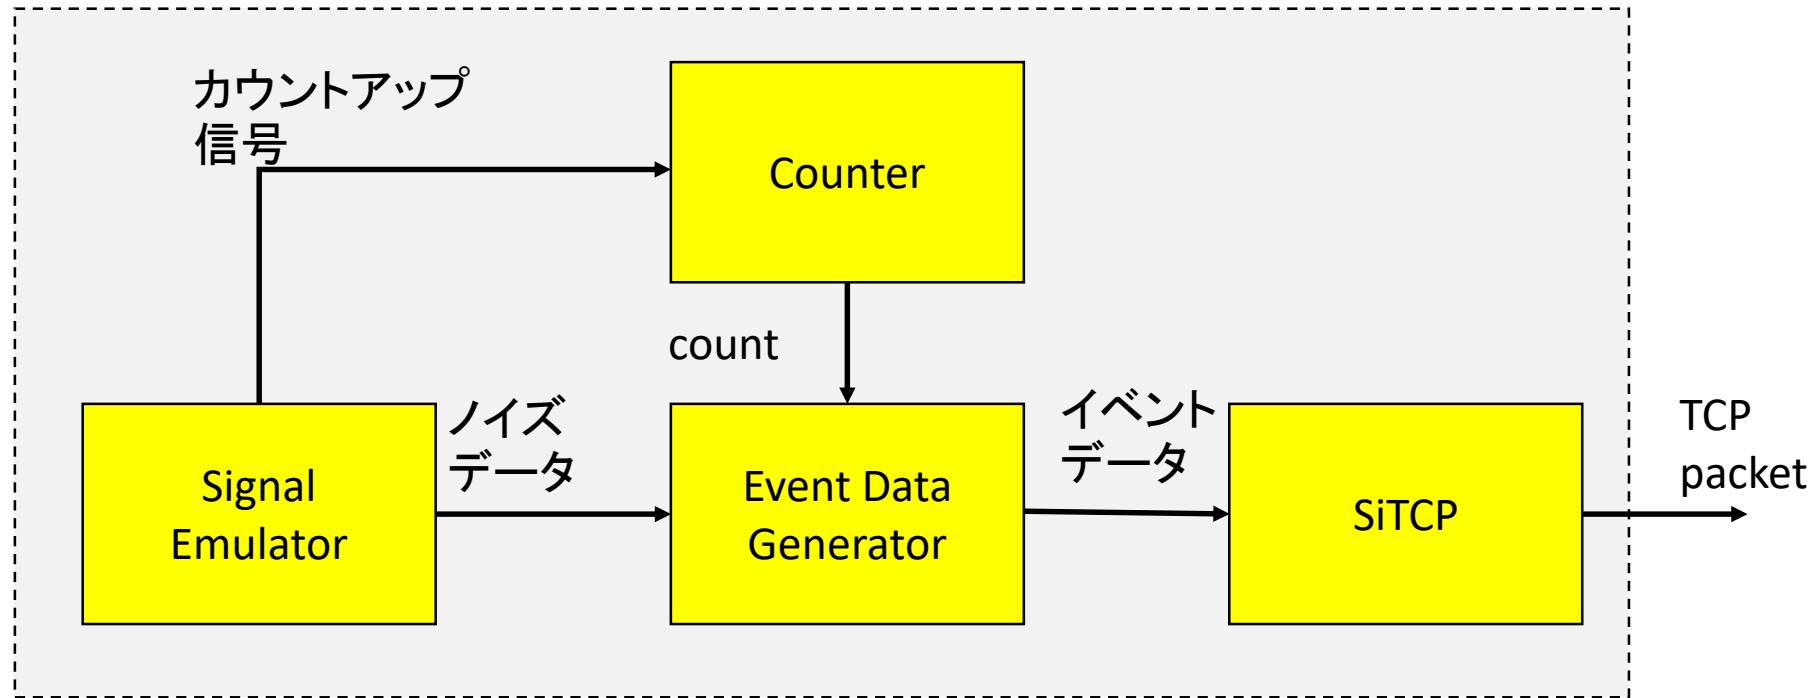 カウントアップ
信号
Counter
count
Signal
Emulator
ノイズ
データ
Event Data
Generator
イベント
データ
SiTCP
TCP
packet